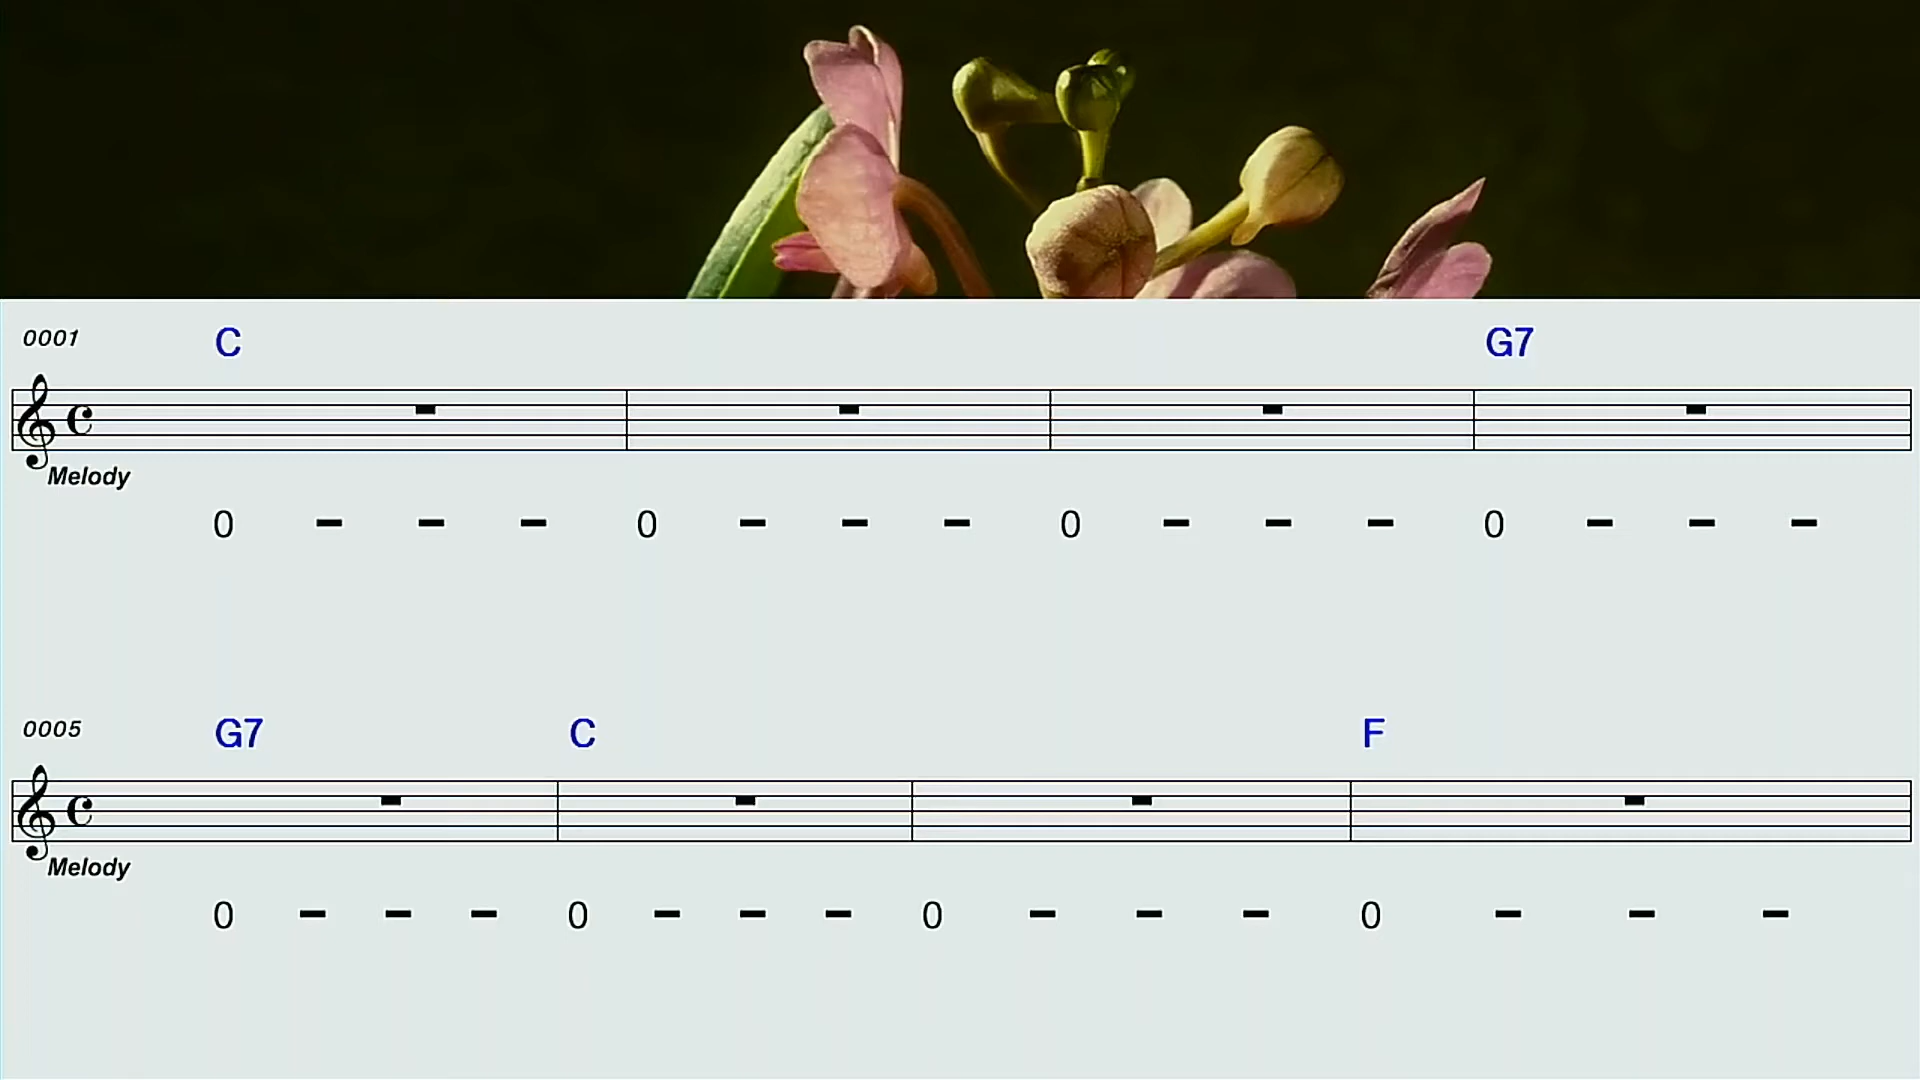 0001 C G7
Melody
0 - - - 0 - - - 0 - - - 0 - - -
0005 G7 C F
Melody
0 - - - 0 - - - 0 - - - 0 - - -